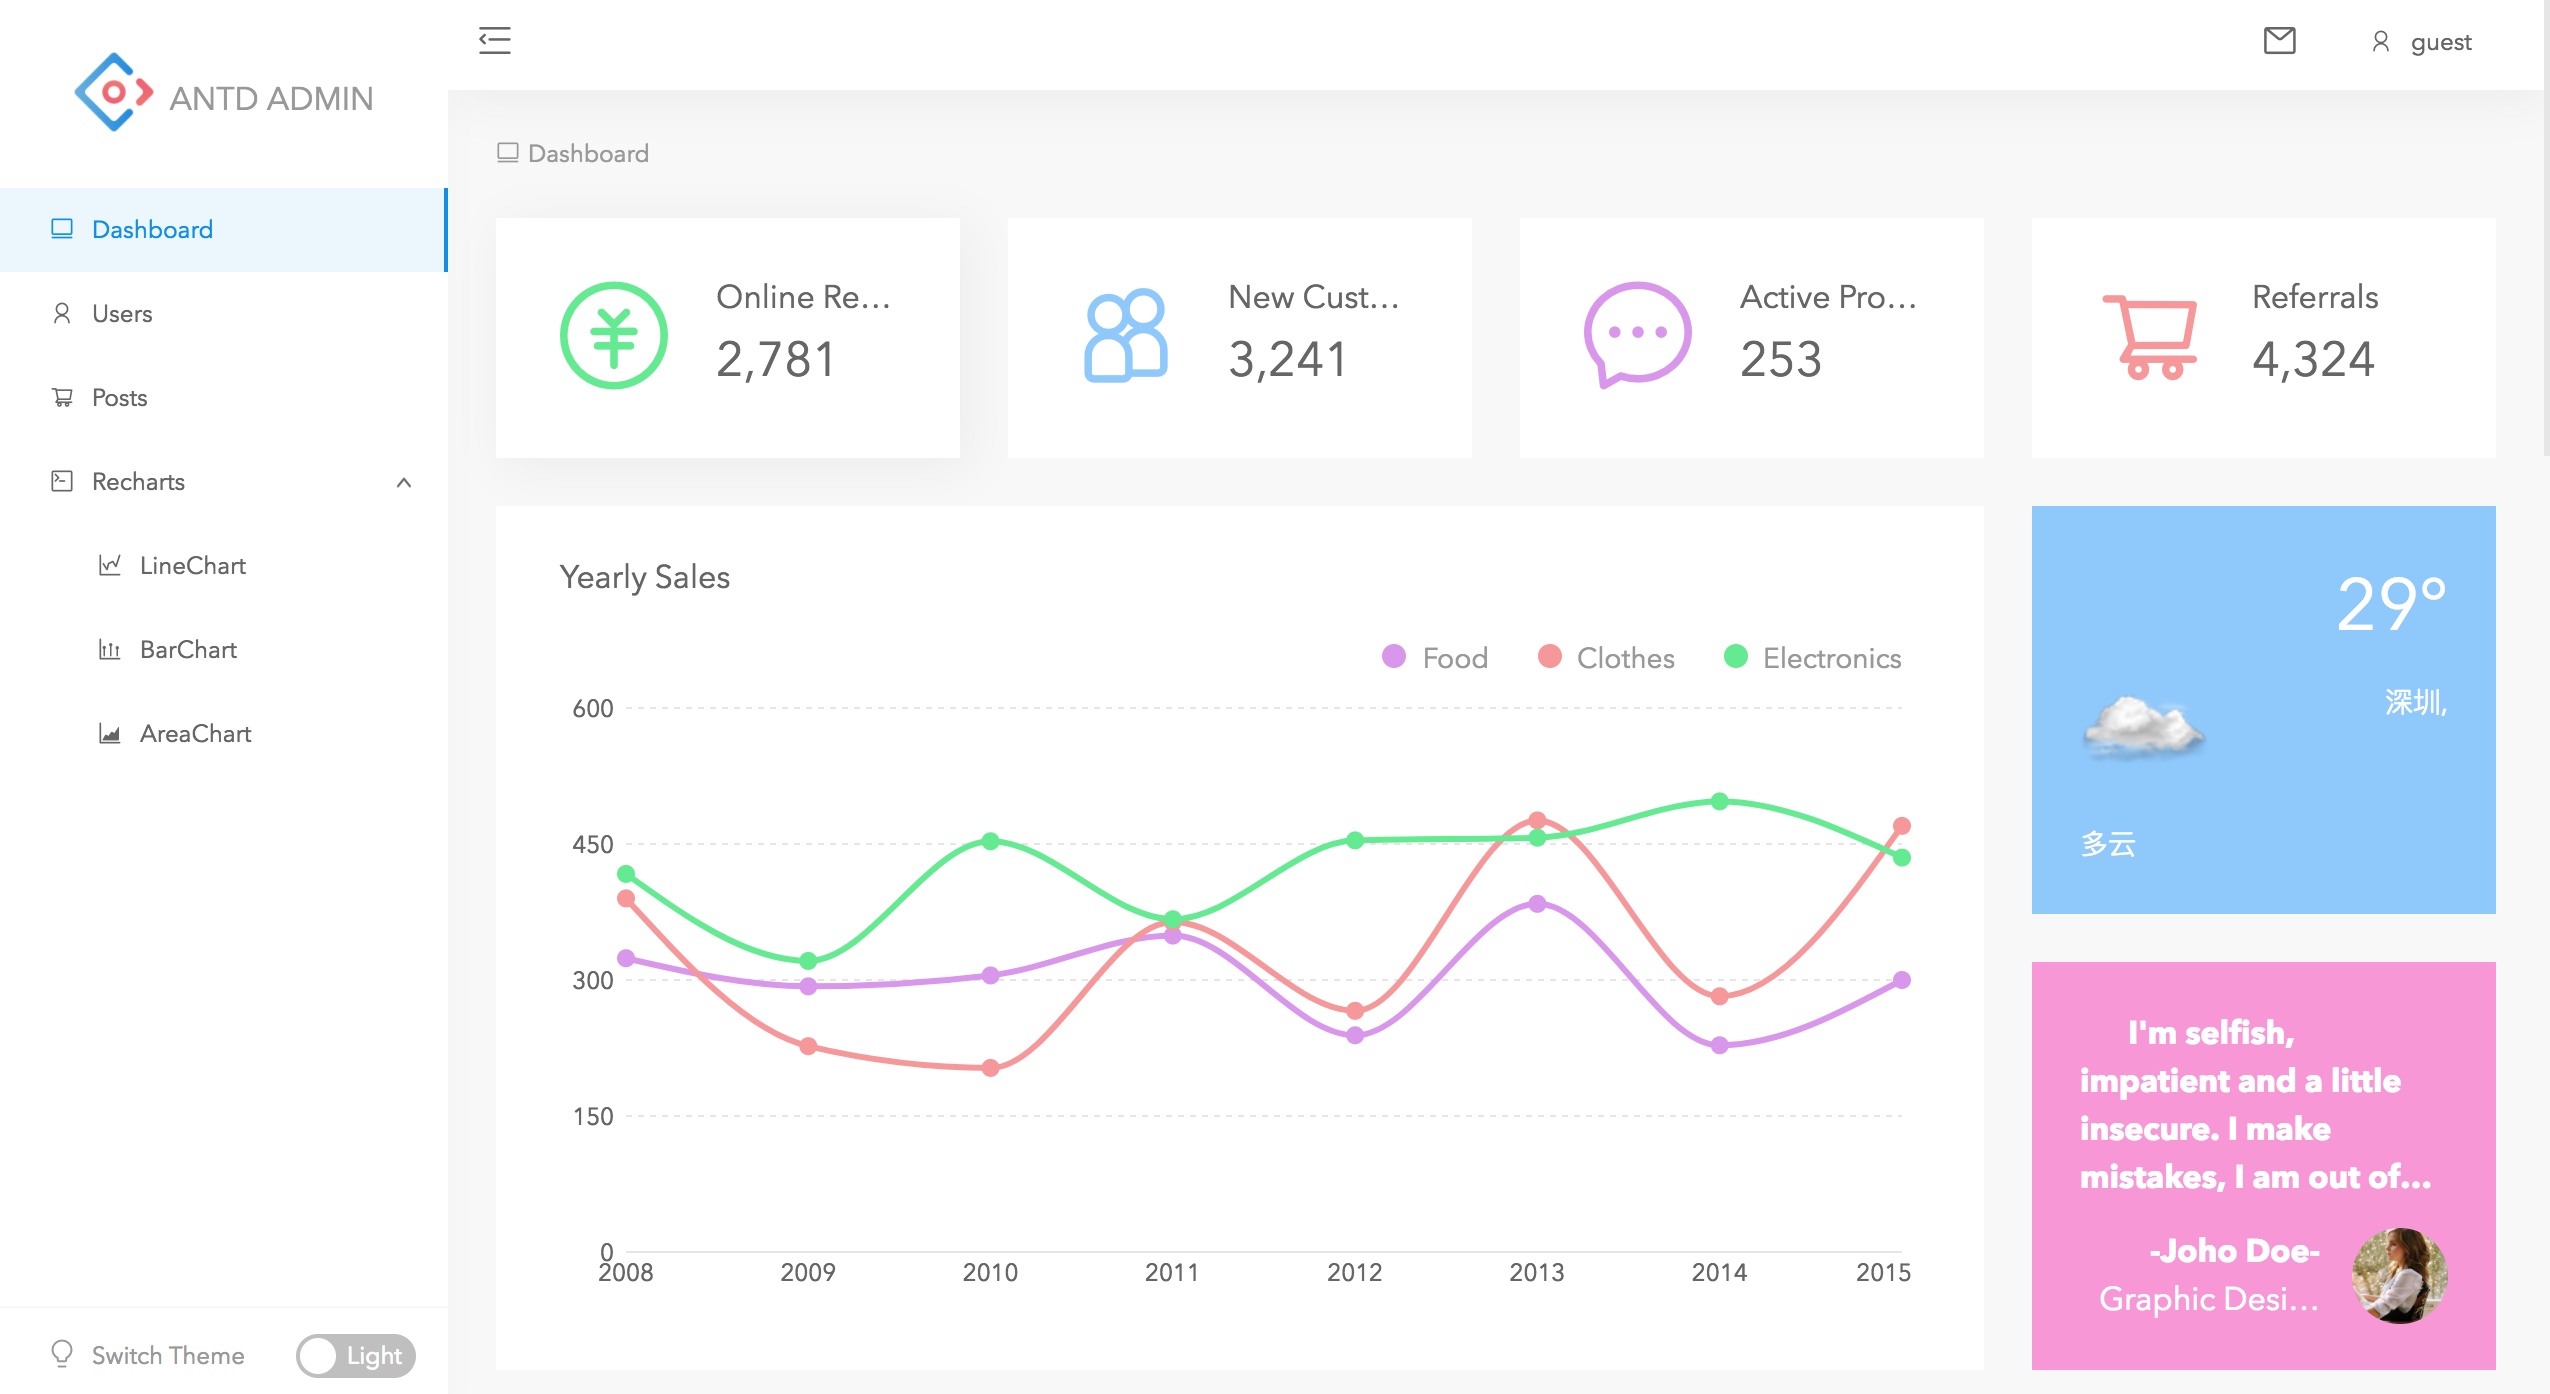 ANTD ADMIN
guest
Dashboard
Users
Posts
Recharts
LineChart
BarChart
AreaChart
Switch Theme
Light
Dashboard
Online Re...
2,781
New Cust...
3,241
Active Pro...
253
Referrals
4,324
Yearly Sales
Food Clothes Electronics
600
450
300
150
0
2008 2009 2010 2011 2012 2013 2014 2015
29°
深圳,
多云
I'm selfish,
impatient and a little
insecure. I make
mistakes, I am out of...
-Joho Doe-
Graphic Desi...